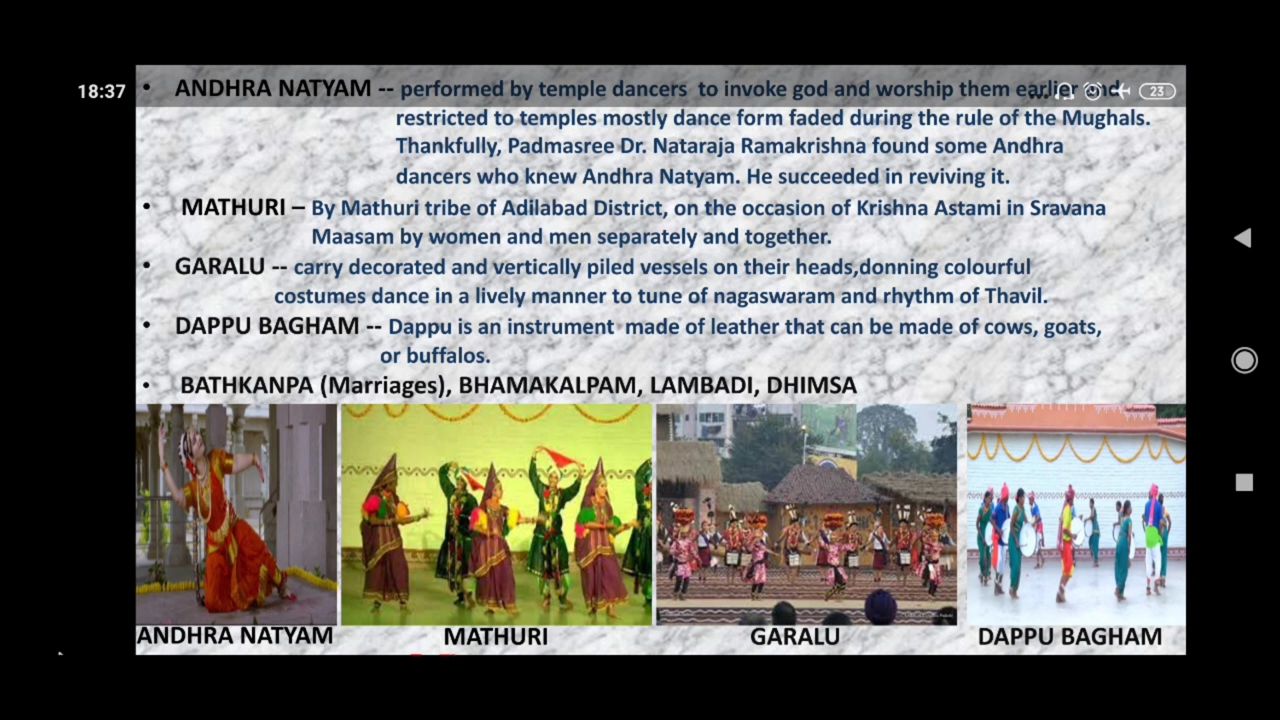 18:37
• ANDHRA NATYAM -- performed by temple dancers to invoke god and worship them earlier and
23
restricted to temples mostly dance form faded during the rule of the Mughals.
Thankfully, Padmasree Dr. Nataraja Ramakrishna found some Andhra
dancers who knew Andhra Natyam. He succeeded in reviving it.
• MATHURI – By Mathuri tribe of Adilabad District, on the occasion of Krishna Astami in Sravana
Maasam by women and men separately and together.
• GARALU -- carry decorated and vertically piled vessels on their heads,donning colourful
costumes dance in a lively manner to tune of nagaswaram and rhythm of Thavil.
• DAPPU BAGHAM -- Dappu is an instrument made of leather that can be made of cows, goats,
or buffalos.
• BATHKANPA (Marriages), BHAMAKALPAM, LAMBADI, DHIMSA
ANDHRA NATYAM
MATHURI
GARALU
DAPPU BAGHAM